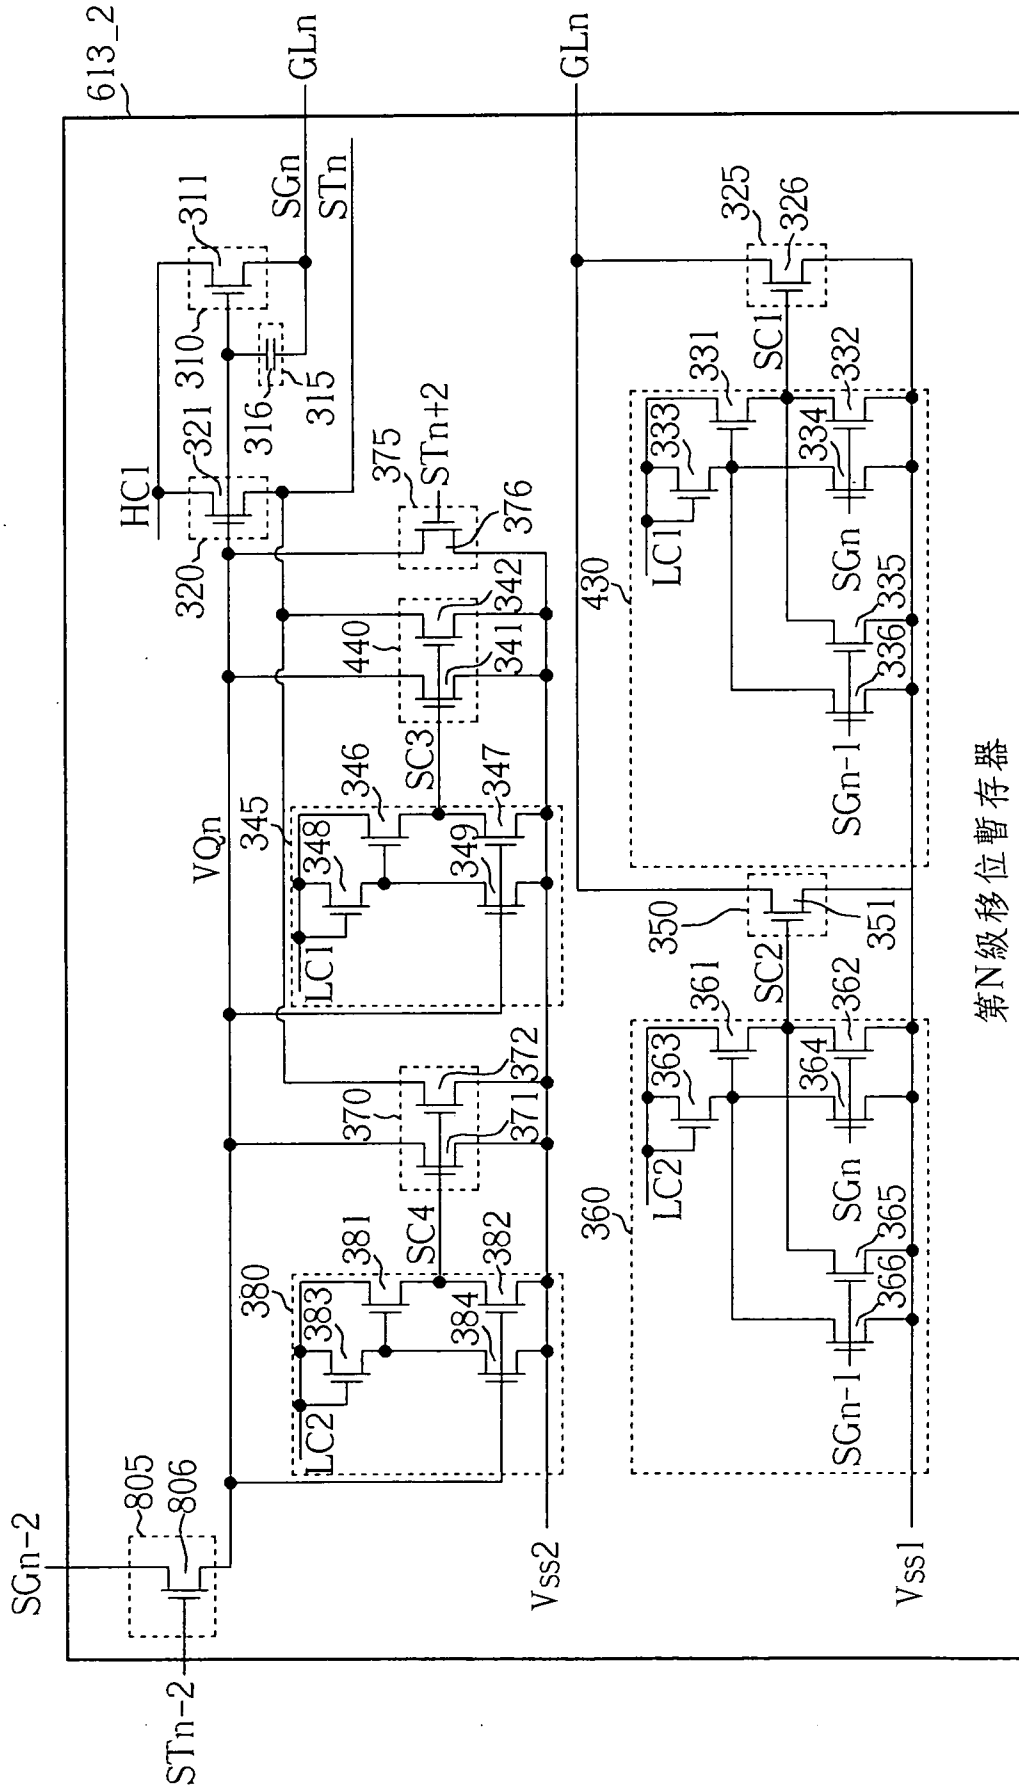 613_2
GLn
GLn
SGn
STn
HC1
311
310
321
320
316
315
VQn
375
STn+2
376
440
342
341
SC3
345
346
348
347
349
LC1
370
372
371
SC4
380
381
383
382
384
LC2
805
806
SGn-2
STn-2
Vss2
325
326
SC1
331
333
332
334
LC1
430
SGn
335
336
SGn-1
350
351
SC2
361
363
362
364
LC2
360
SGn
365
366
SGn-1
Vss1
第N級移位暫存器